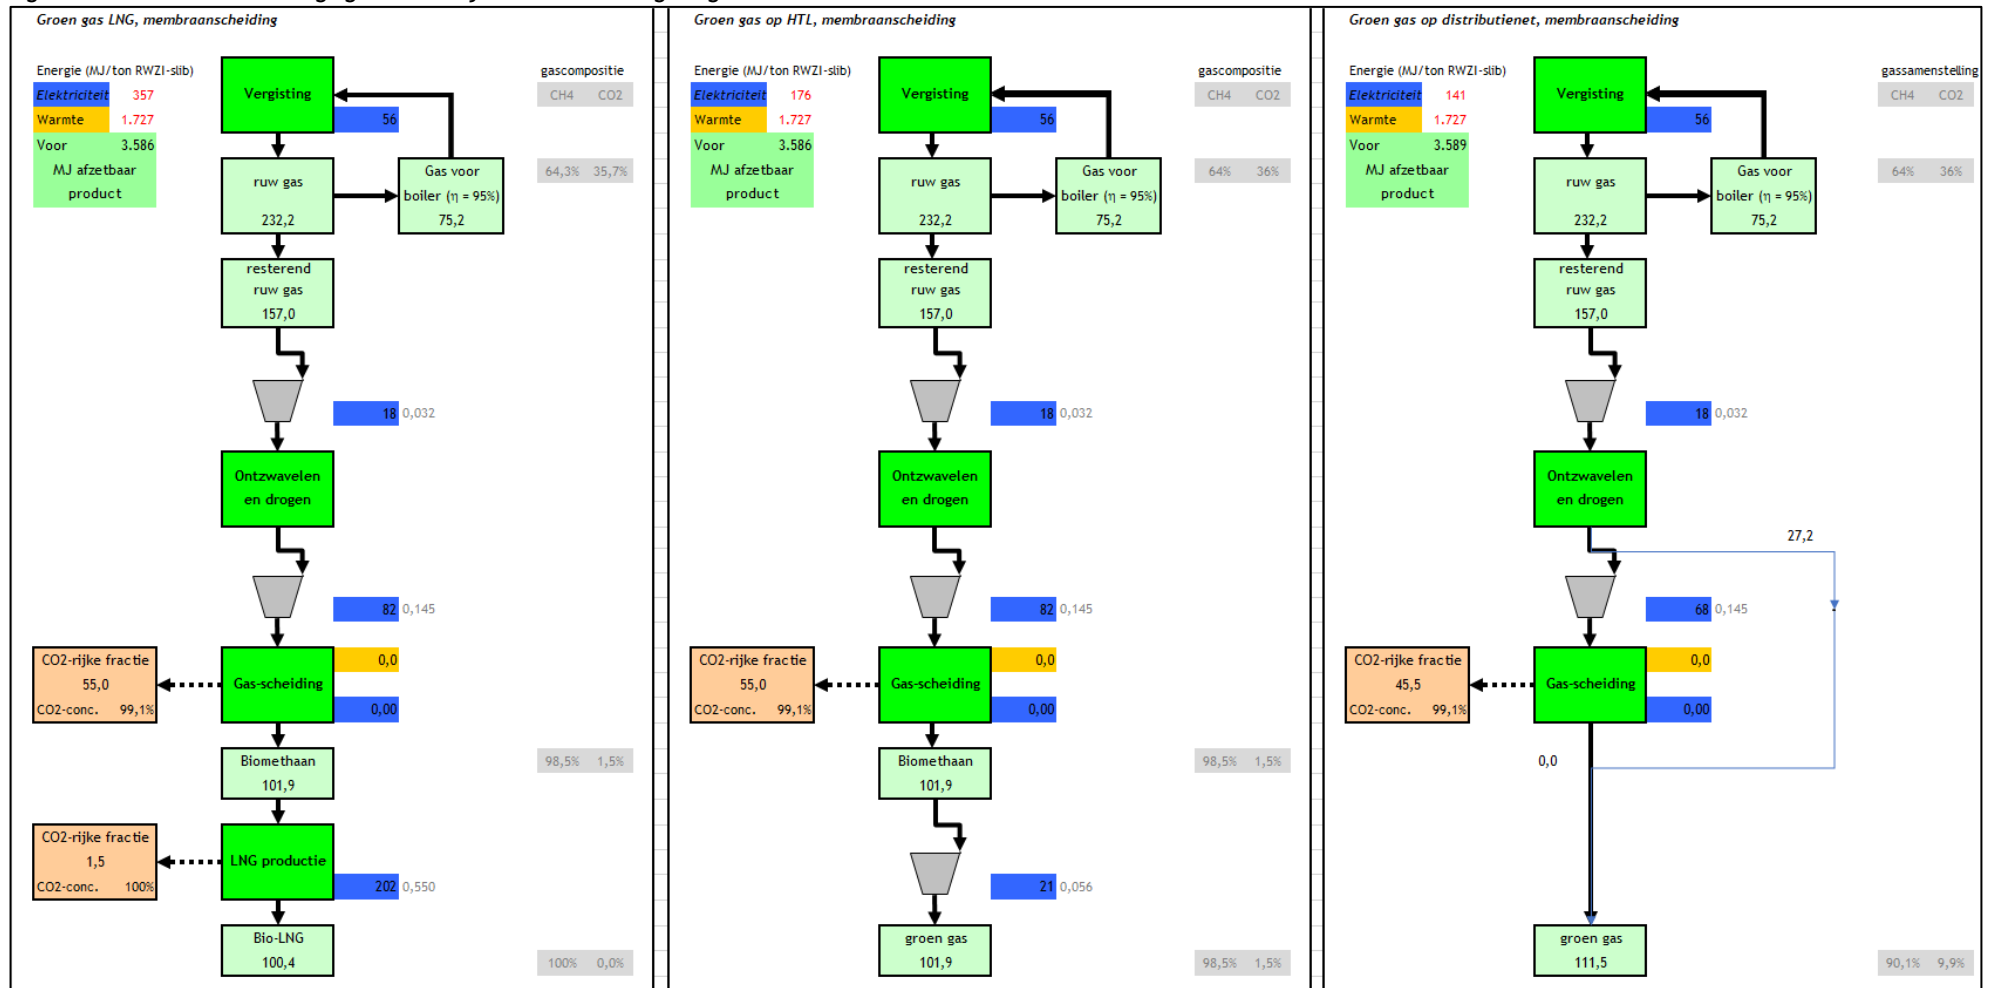 Groen gas LNG, membraanscheiding
Energie (MJ/ton RWZI-slib)
Elektriciteit 357
Warmte 1.727
Voor 3.586
MJ afzetbaar
product
Vergisting
56
gascompositie
CH4 CO2
ruw gas
232,2
Gas voor
boiler (η = 95%)
75,2
64,3% 35,7%
resterend
ruw gas
157,0
18 0,032
Ontzwavelen
en drogen
82 0,145
CO2-rijke fractie
55,0
CO2-conc. 99,1%
Gas-scheiding
0,0
0,00
Biomethaan
101,9
98,5% 1,5%
CO2-rijke fractie
1,5
CO2-conc. 100%
LNG productie
202 0,550
Bio-LNG
100,4
100% 0,0%
Groen gas op HTL, membraanscheiding
Energie (MJ/ton RWZI-slib)
Elektriciteit 176
Warmte 1.727
Voor 3.586
MJ afzetbaar
product
Vergisting
56
gascompositie
CH4 CO2
ruw gas
232,2
Gas voor
boiler (η = 95%)
75,2
64% 36%
resterend
ruw gas
157,0
18 0,032
Ontzwavelen
en drogen
82 0,145
CO2-rijke fractie
55,0
CO2-conc. 99,1%
Gas-scheiding
0,0
0,00
Biomethaan
101,9
98,5% 1,5%
21 0,056
groen gas
101,9
98,5% 1,5%
Groen gas op distributienet, membraanscheiding
Energie (MJ/ton RWZI-slib)
Elektriciteit 141
Warmte 1.727
Voor 3.589
MJ afzetbaar
product
Vergisting
56
gassamenstelling
CH4 CO2
ruw gas
232,2
Gas voor
boiler (η = 95%)
75,2
64% 36%
resterend
ruw gas
157,0
18 0,032
Ontzwavelen
en drogen
27,2
68 0,145
CO2-rijke fractie
45,5
CO2-conc. 99,1%
Gas-scheiding
0,0
0,00
0,0
groen gas
111,5
90,1% 9,9%